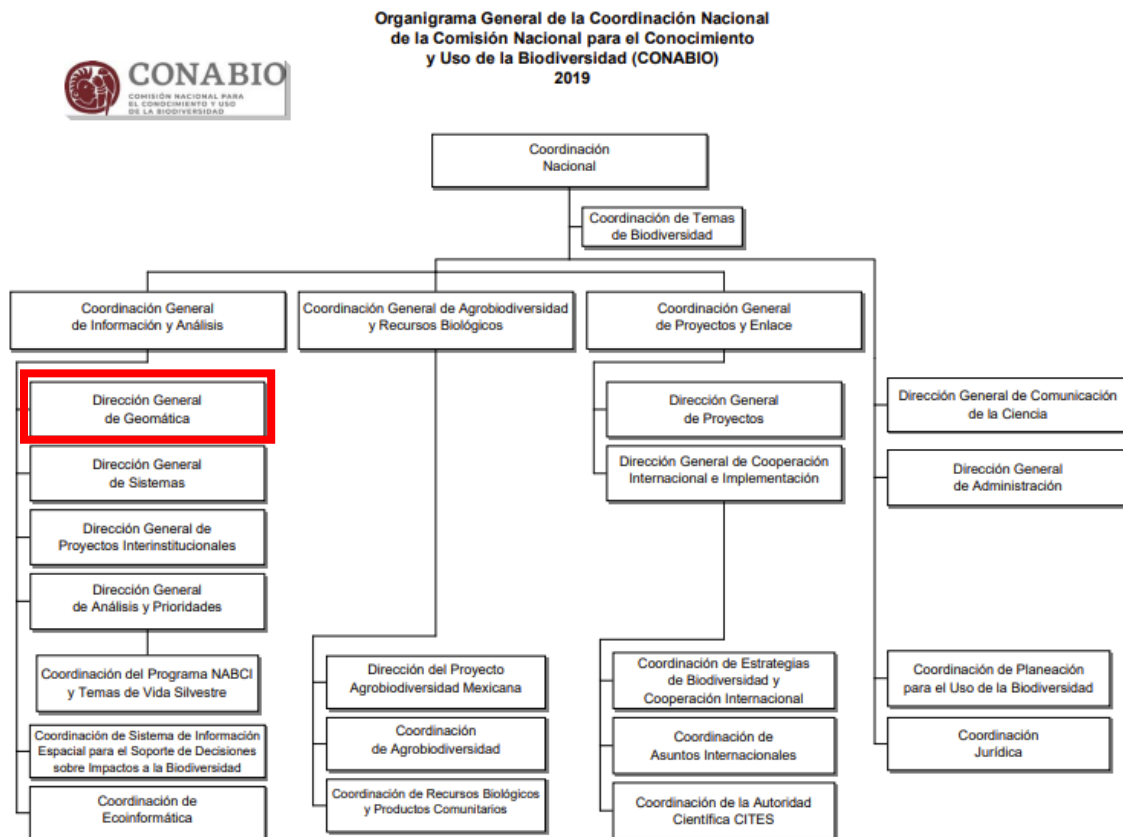 Organigrama General de la Coordinación Nacional
de la Comisión Nacional para el Conocimiento
y Uso de la Biodiversidad (CONABIO)
2019
CONABIO
COMISIÓN NACIONAL PARA
EL CONOCIMIENTO Y USO
DE LA BIODIVERSIDAD
Coordinación
Nacional
Coordinación de Temas
de Biodiversidad
Coordinación General
de Información y Análisis
Dirección General
de Geomática
Dirección General
de Sistemas
Dirección General de
Proyectos Interinstitucionales
Dirección General
de Análisis y Prioridades
Coordinación del Programa NABCI
y Temas de Vida Silvestre
Coordinación de Sistema de Información
Espacial para el Soporte de Decisiones
sobre Impactos a la Biodiversidad
Coordinación de
Ecoinformática
Coordinación General de Agrobiodiversidad
y Recursos Biológicos
Dirección del Proyecto
Agrobiodiversidad Mexicana
Coordinación
de Agrobiodiversidad
Coordinación de Recursos Biológicos
y Productos Comunitarios
Coordinación General
de Proyectos y Enlace
Dirección General
de Proyectos
Dirección General de Cooperación
Internacional e Implementación
Coordinación de Estrategias
de Biodiversidad y
Cooperación Internacional
Coordinación de
Asuntos Internacionales
Coordinación de la Autoridad
Científica CITES
Dirección General de Comunicación
de la Ciencia
Dirección General
de Administración
Coordinación de Planeación
para el Uso de la Biodiversidad
Coordinación
Jurídica